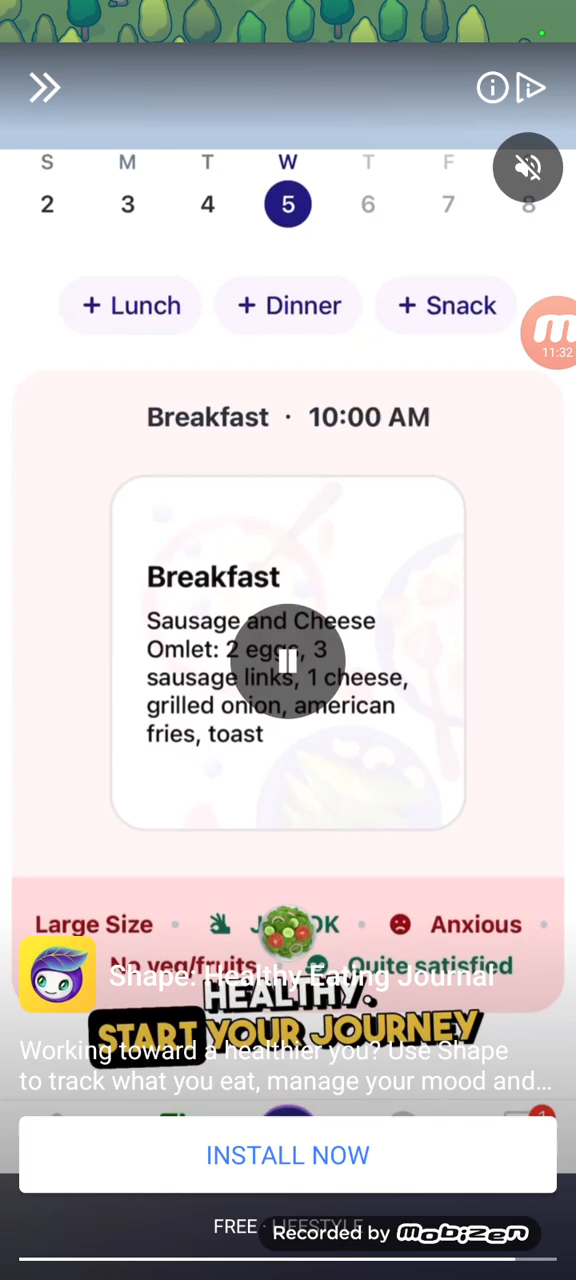 S M T W T F
2 3 4 5 6 7 8
+ Lunch + Dinner + Snack
11:32
Breakfast · 10:00 AM
Breakfast
Sausage and Cheese
Omlet: 2 eggs, 3
sausage links, 1 cheese,
grilled onion, american
fries, toast
Large Size • OK • Anxious •
No veg/fruits Quite satisfied
Shape: Healthy Eating Journal
HEALTHY.
START YOUR JOURNEY
Working toward a healthier you? Use Shape
to track what you eat, manage your mood and...
1
INSTALL NOW
FREE · LIFESTYLE
Recorded by mobizen